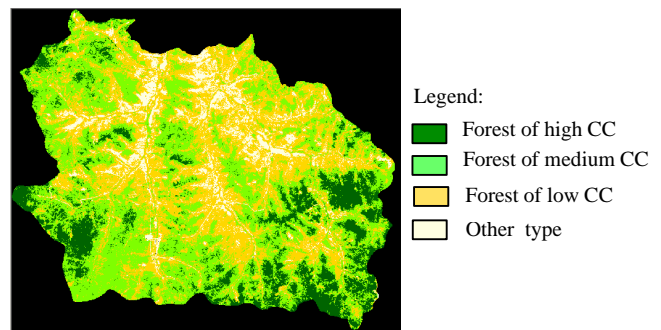 Legend:
Forest of high CC
Forest of medium CC
Forest of low CC
Other type